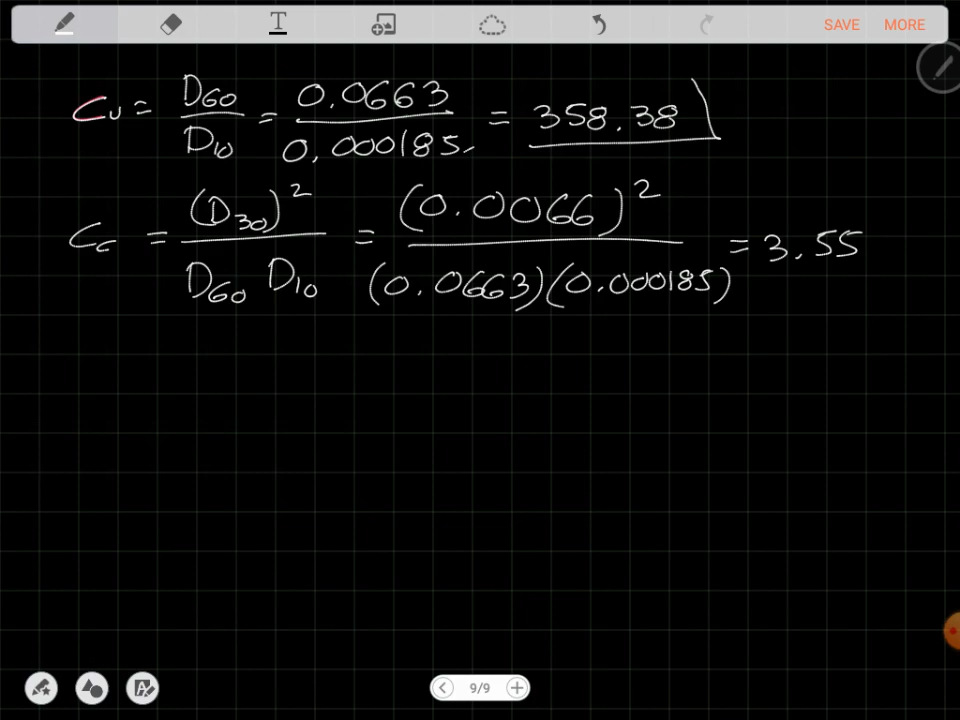 T SAVE MORE
Cu = D60/D10 = 0.0663/0.000185 = 358.38
Cc = (D30)²/D60 D10 = (0.0066)²/(0.0663)(0.000185) = 3.55
A 9/9